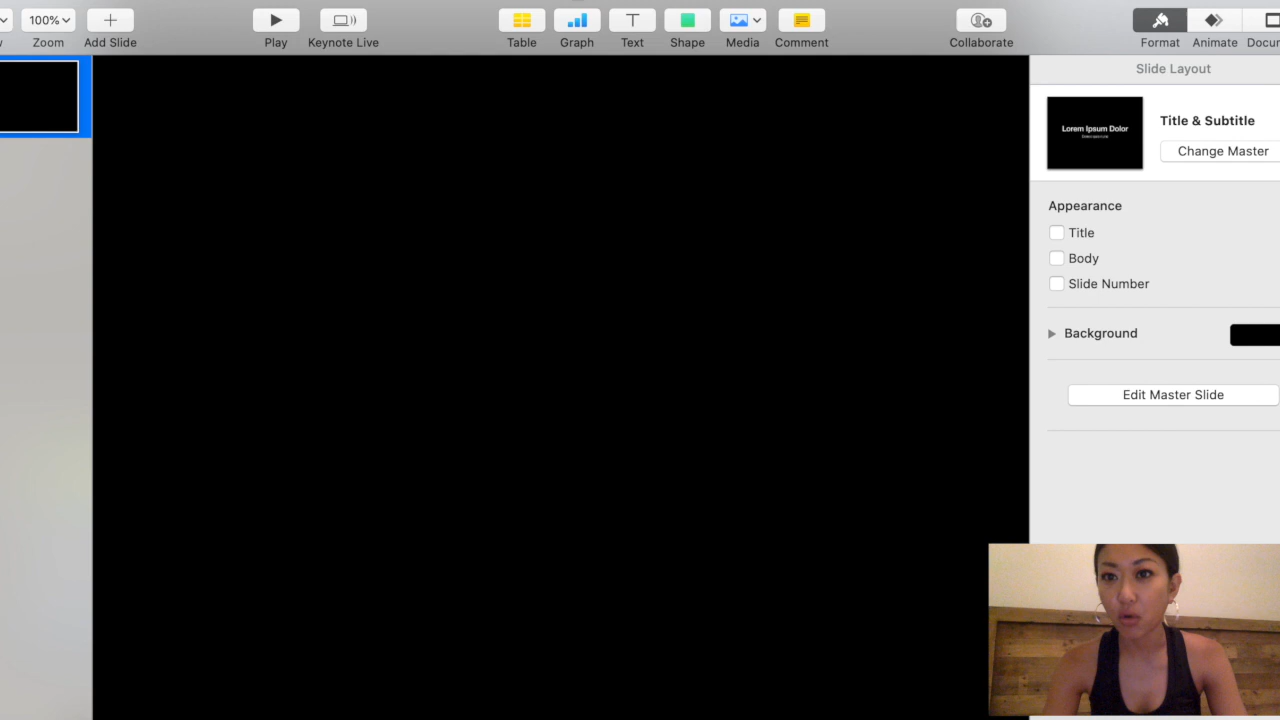 100%
Zoom
Add Slide
Play
Keynote Live
Table
Graph
Text
Shape
Media
Comment
Collaborate
Format
Animate
Docum
Slide Layout
Lorem Ipsum Dolor
Title & Subtitle
Change Master
Appearance
Title
Body
Slide Number
Background
Edit Master Slide